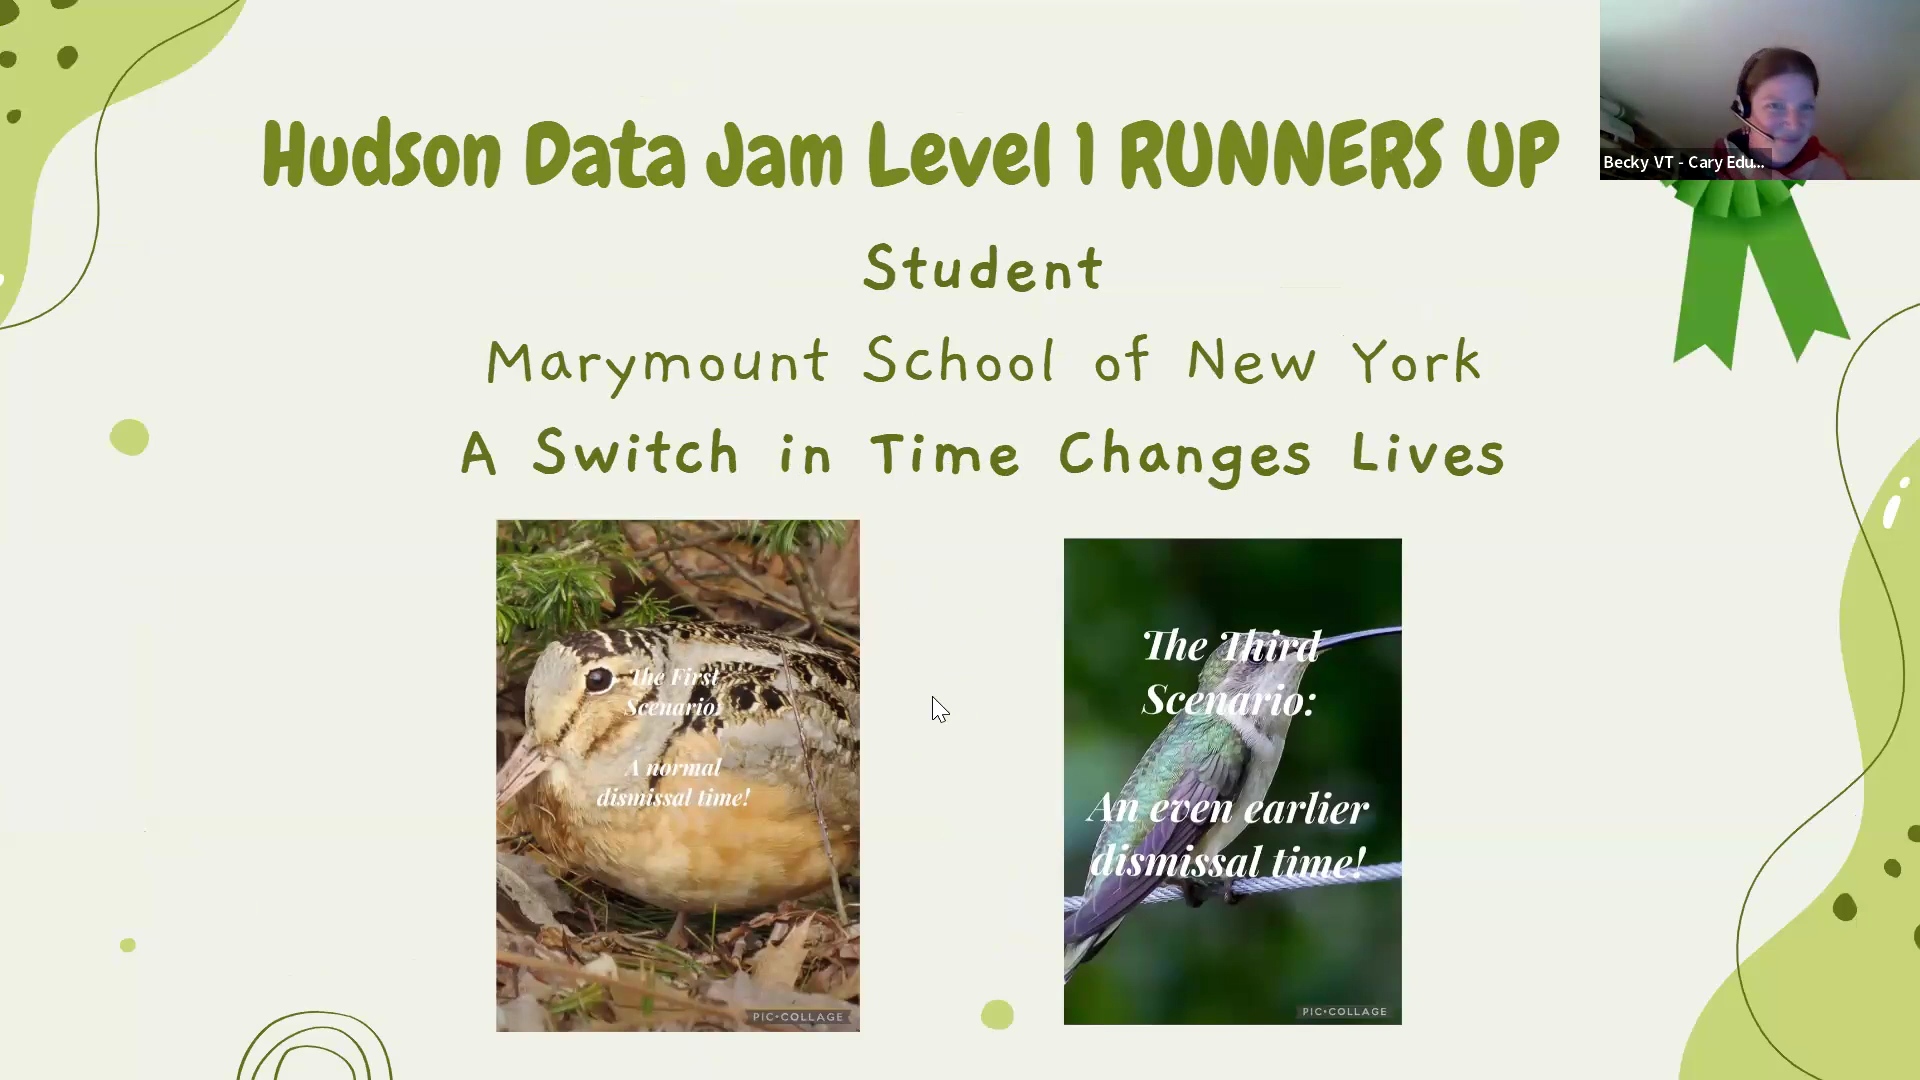 Hudson Data Jam Level 1 RUNNERS UP
Becky VT - Cary Edu...
Student
Marymount School of New York
A Switch in Time Changes Lives
The First
Scenario:
A normal
dismissal time!
PIC•COLLAGE
The Third
Scenario:
An even earlier
dismissal time!
PIC•COLLAGE